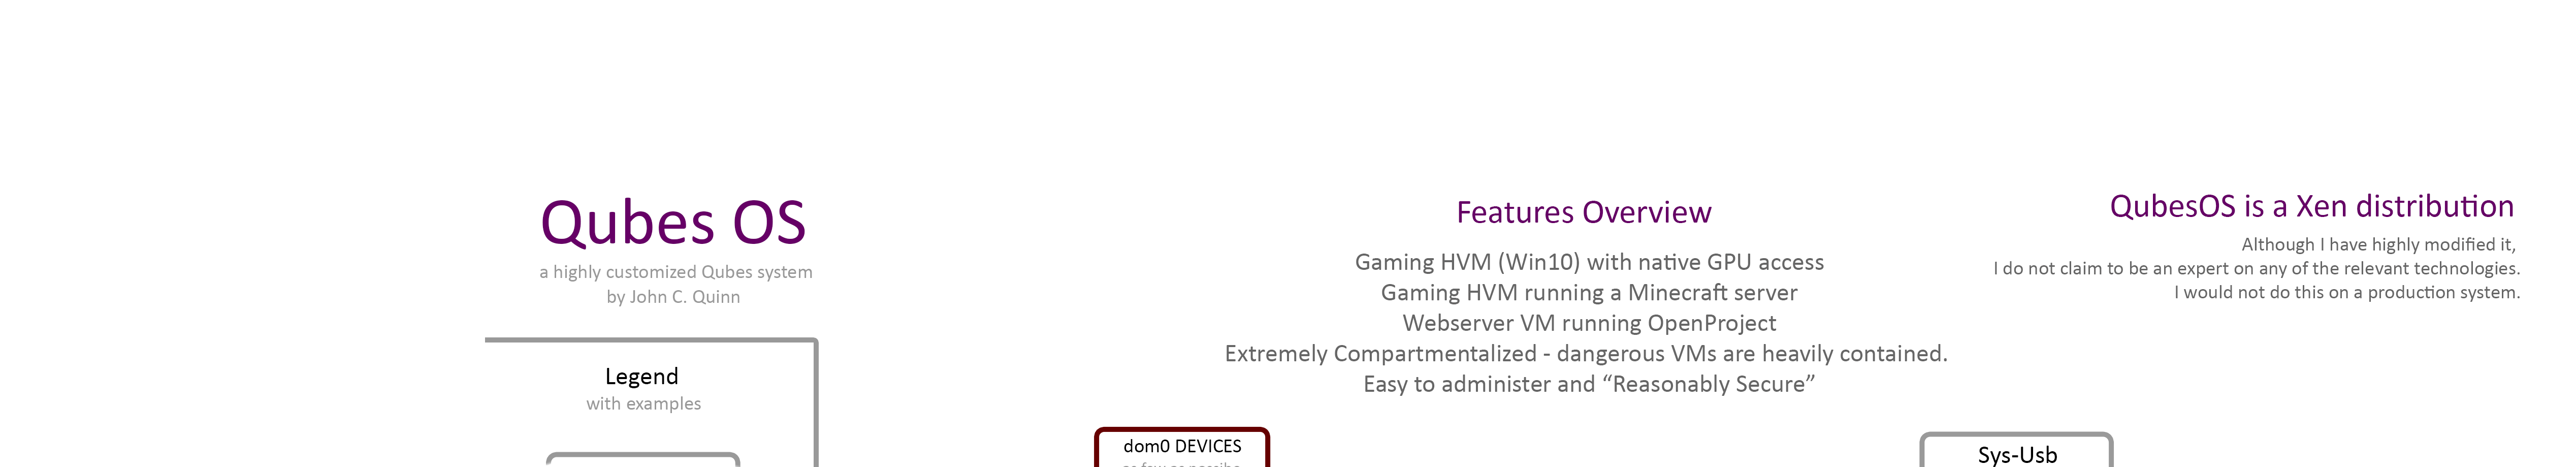 Qubes OS
a highly customized Qubes system
by John C. Quinn
Legend
with examples
Features Overview
Gaming HVM (Win10) with native GPU access
Gaming HVM running a Minecraft server
Webserver VM running OpenProject
Extremely Compartmentalized - dangerous VMs are heavily contained.
Easy to administer and “Reasonably Secure”
QubesOS is a Xen distribution
Although I have highly modified it,
I do not claim to be an expert on any of the relevant technologies.
I would not do this on a production system.
dom0 DEVICES
Sys-Usb